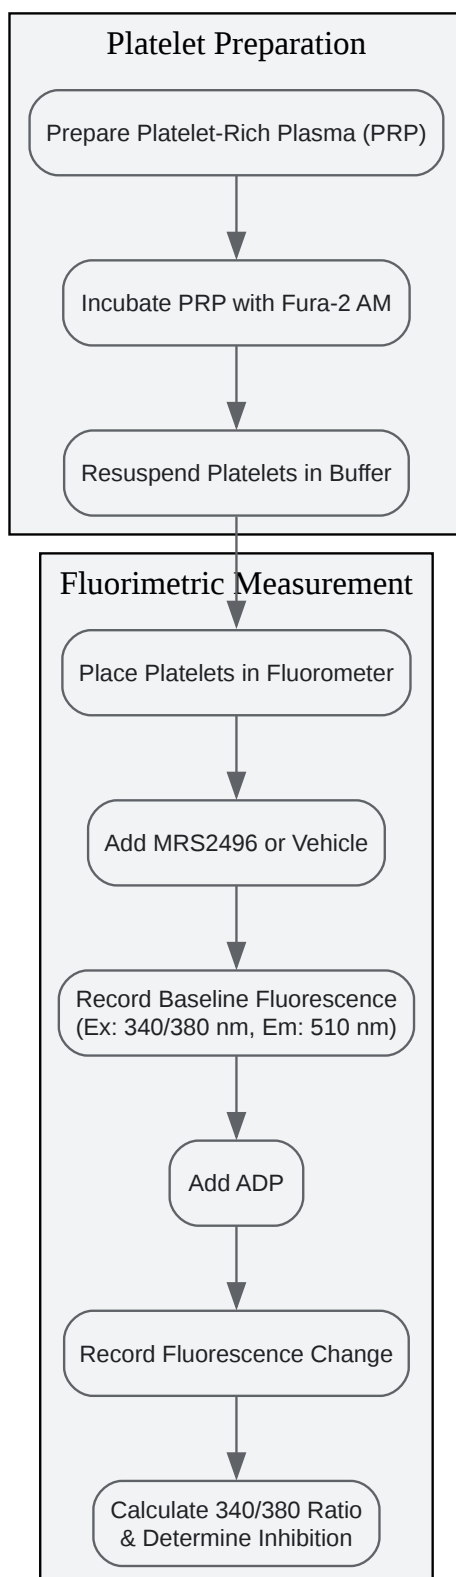 Platelet Preparation
Prepare Platelet-Rich Plasma (PRP)
Incubate PRP with Fura-2 AM
Resuspend Platelets in Buffer
Fluorimetric Measurement
Place Platelets in Fluorometer
Add MRS2496 or Vehicle
Record Baseline Fluorescence
(Ex: 340/380 nm, Em: 510 nm)
Add ADP
Record Fluorescence Change
Calculate 340/380 Ratio
& Determine Inhibition